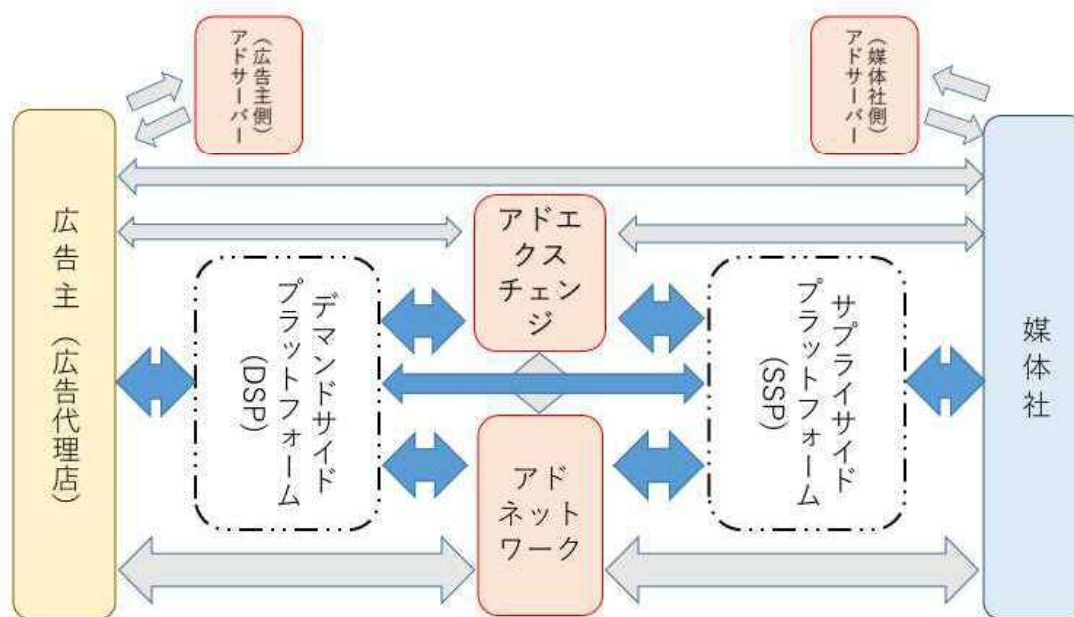 （広告主側）
アドサーバー
（媒体社側）
アドサーバー
広告主（広告代理店）
アドエ
クス
チェン
ジ
デマンドサイド
プラットフォーム
(DSP)
サプライサイド
プラットフォーム
(SSP)
媒体社
アド
ネット
ワーク